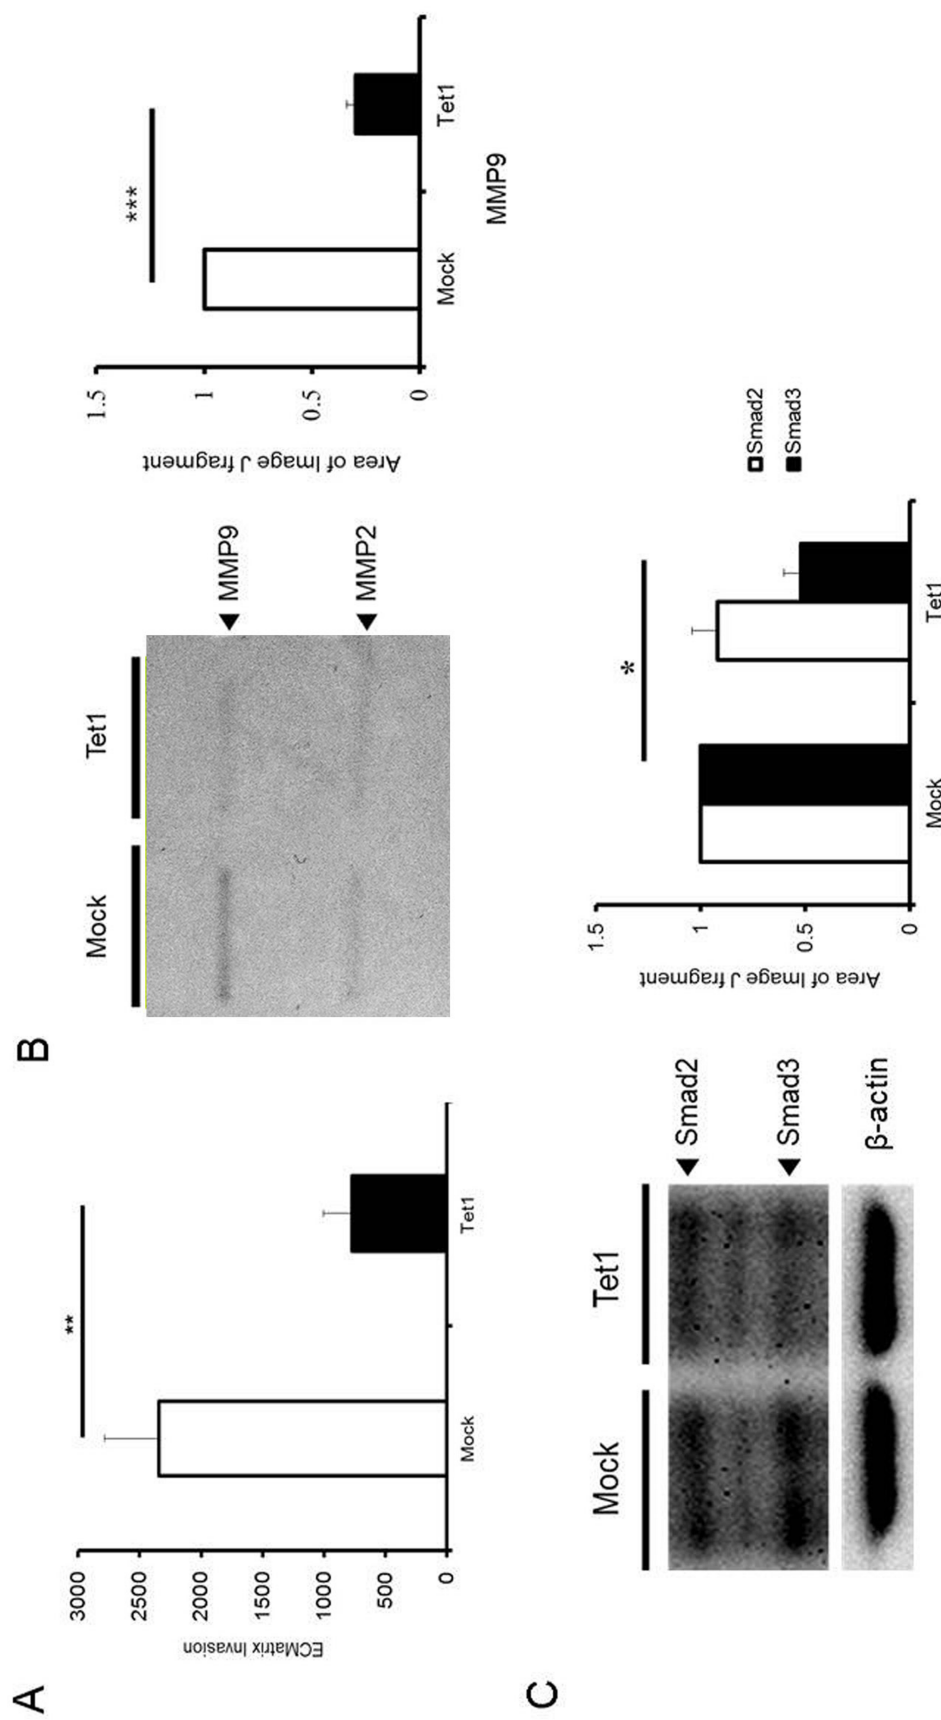 A
ECMatrix Invasion
3000
2500
2000
1500
1000
500
0
**
Mock
Tet1
B
Mock
Tet1
MMP9
MMP2
Area of Image J fragment
1.5
1
0.5
0
***
Mock
Tet1
MMP9
C
Mock
Tet1
Smad2
Smad3
β-actin
Area of Image J fragment
1.5
1
0.5
0
*
Mock
Tet1
Smad2
Smad3